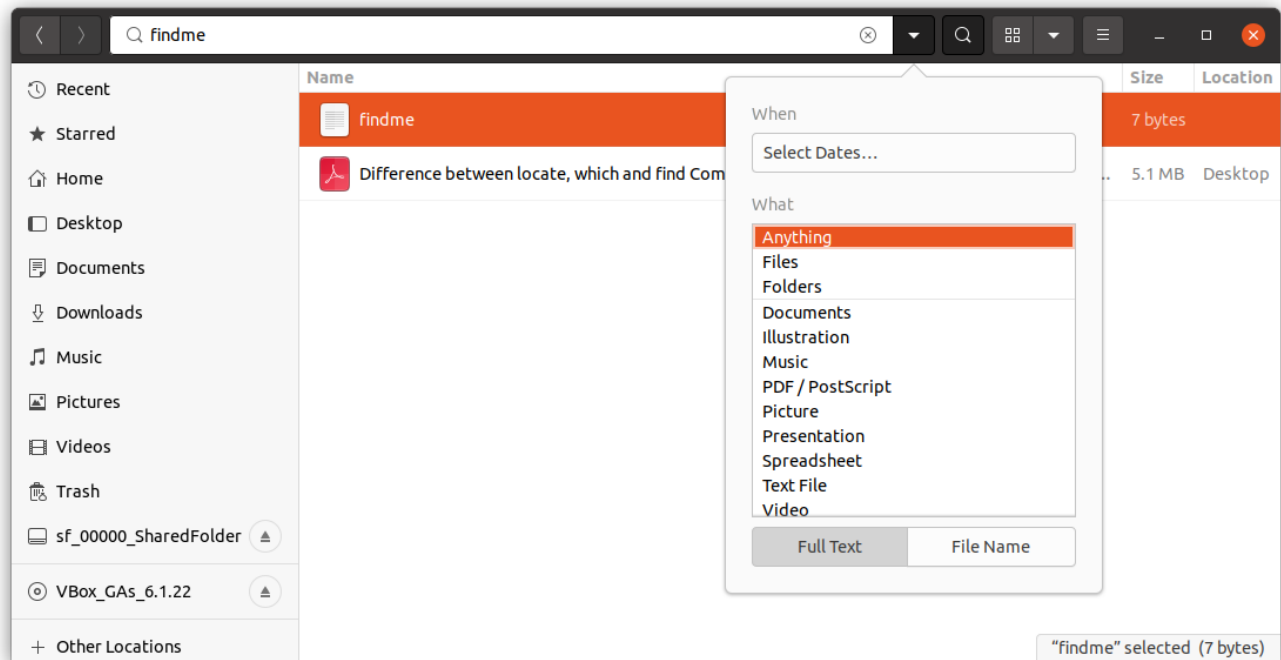 findme
Name
Size
Location
findme
7 bytes
Difference between locate, which and find Com
..
5.1 MB
Desktop
Recent
Starred
Home
Desktop
Documents
Downloads
Music
Pictures
Videos
Trash
sf_00000_SharedFolder
VBox_GAs_6.1.22
+ Other Locations
When
Select Dates…
What
Anything
Files
Folders
Documents
Illustration
Music
PDF / PostScript
Picture
Presentation
Spreadsheet
Text File
Video
Full Text
File Name
“findme” selected (7 bytes)